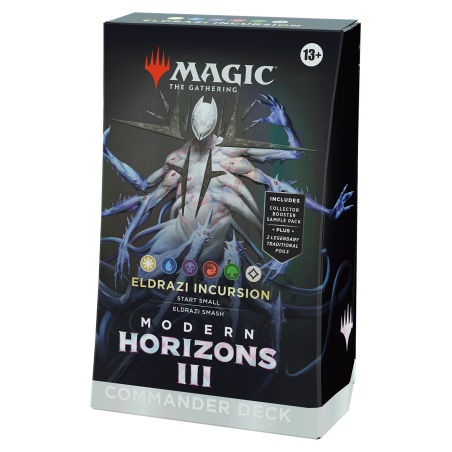 13+
MAGIC
THE GATHERING
INCLUDES
COLLECTOR
BOOSTER
SAMPLE PACK
• PLUS •
2 LEGENDARY
TRADITIONAL
FOILS
ELDRAZI INCURSION
START SMALL
ELDRAZI SMASH
MODERN
HORIZONS
III
COMMANDER DECK